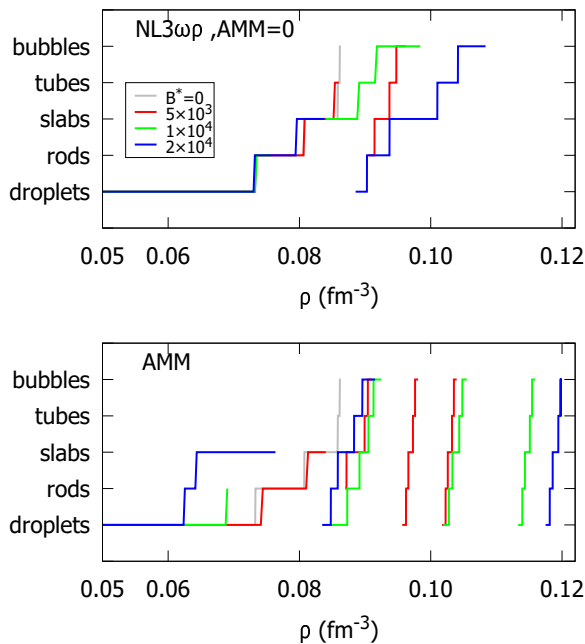 NL3ωρ ,AMM=0
bubbles
tubes
slabs
rods
droplets
B*=0
5×10³
1×10⁴
2×10⁴
0.05 0.06 0.08 0.10 0.12
ρ (fm⁻³)
AMM
bubbles
tubes
slabs
rods
droplets
0.05 0.06 0.08 0.10 0.12
ρ (fm⁻³)